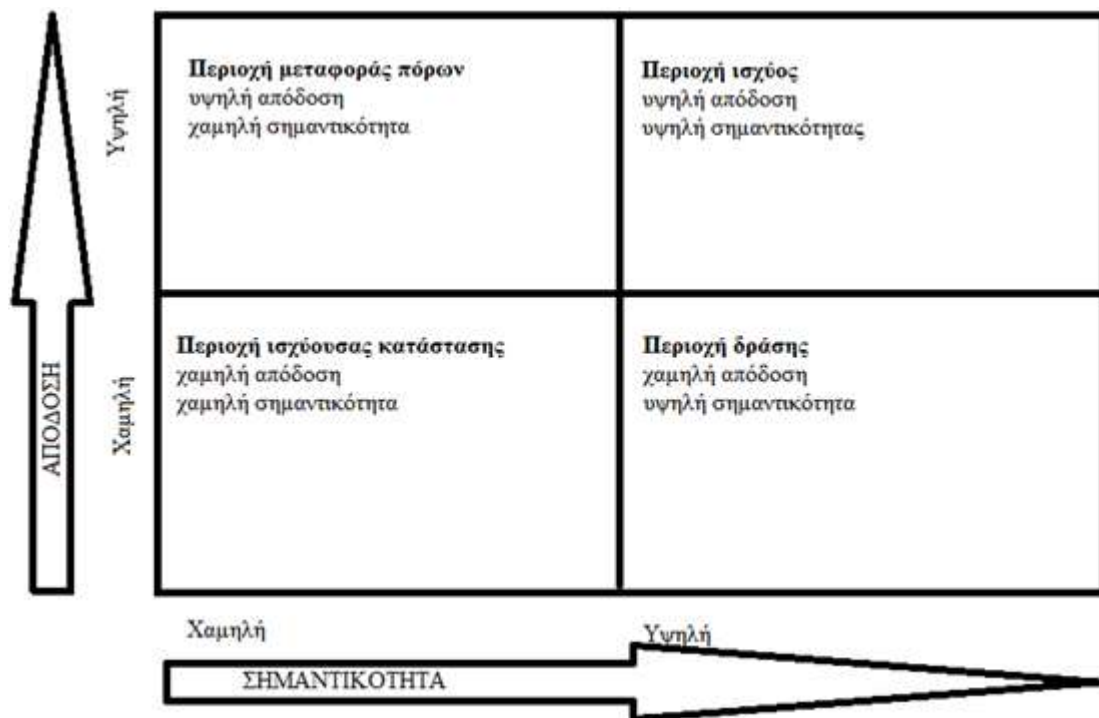 Υψηλή
Περιοχή μεταφοράς πόρων
υψηλή απόδοση
χαμηλή σημαντικότητα
Περιοχή ισχύος
υψηλή απόδοση
υψηλή σημαντικότητας
ΑΠΟΔΟΣΗ
Χαμηλή
Περιοχή ισχύουσας κατάστασης
χαμηλή απόδοση
χαμηλή σημαντικότητα
Περιοχή δράσης
χαμηλή απόδοση
υψηλή σημαντικότητα
Χαμηλή
Υψηλή
ΣΗΜΑΝΤΙΚΟΤΗΤΑ